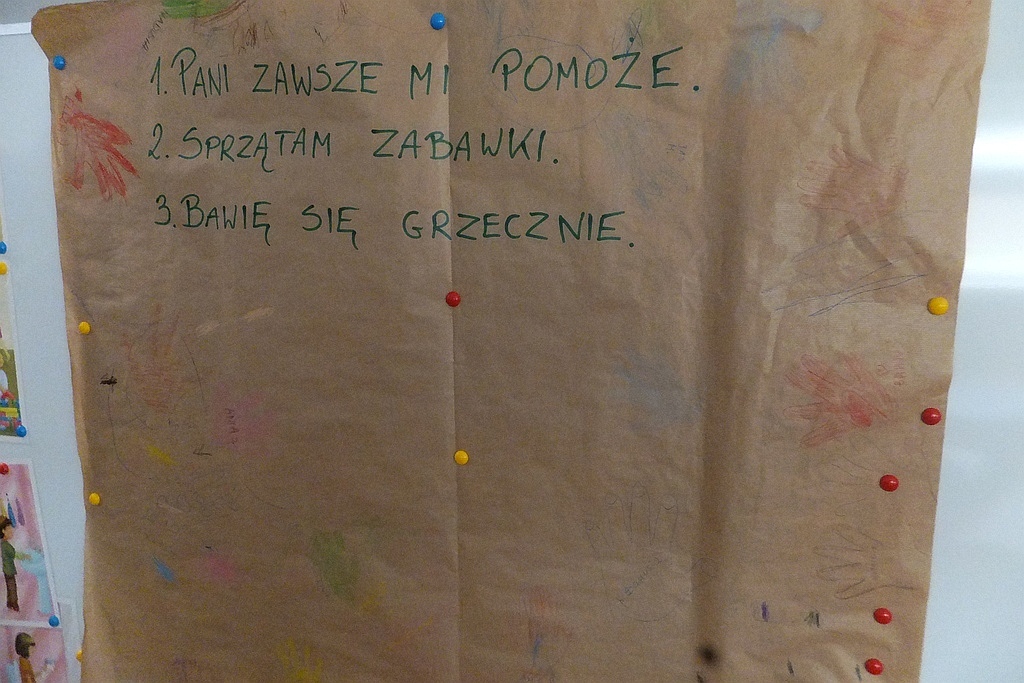 1. PANI ZAWSZE MI POMOŻE.
2. SPRZĄTAM ZABAWKI.
3. BAWIĘ SIĘ GRZECZNIE.